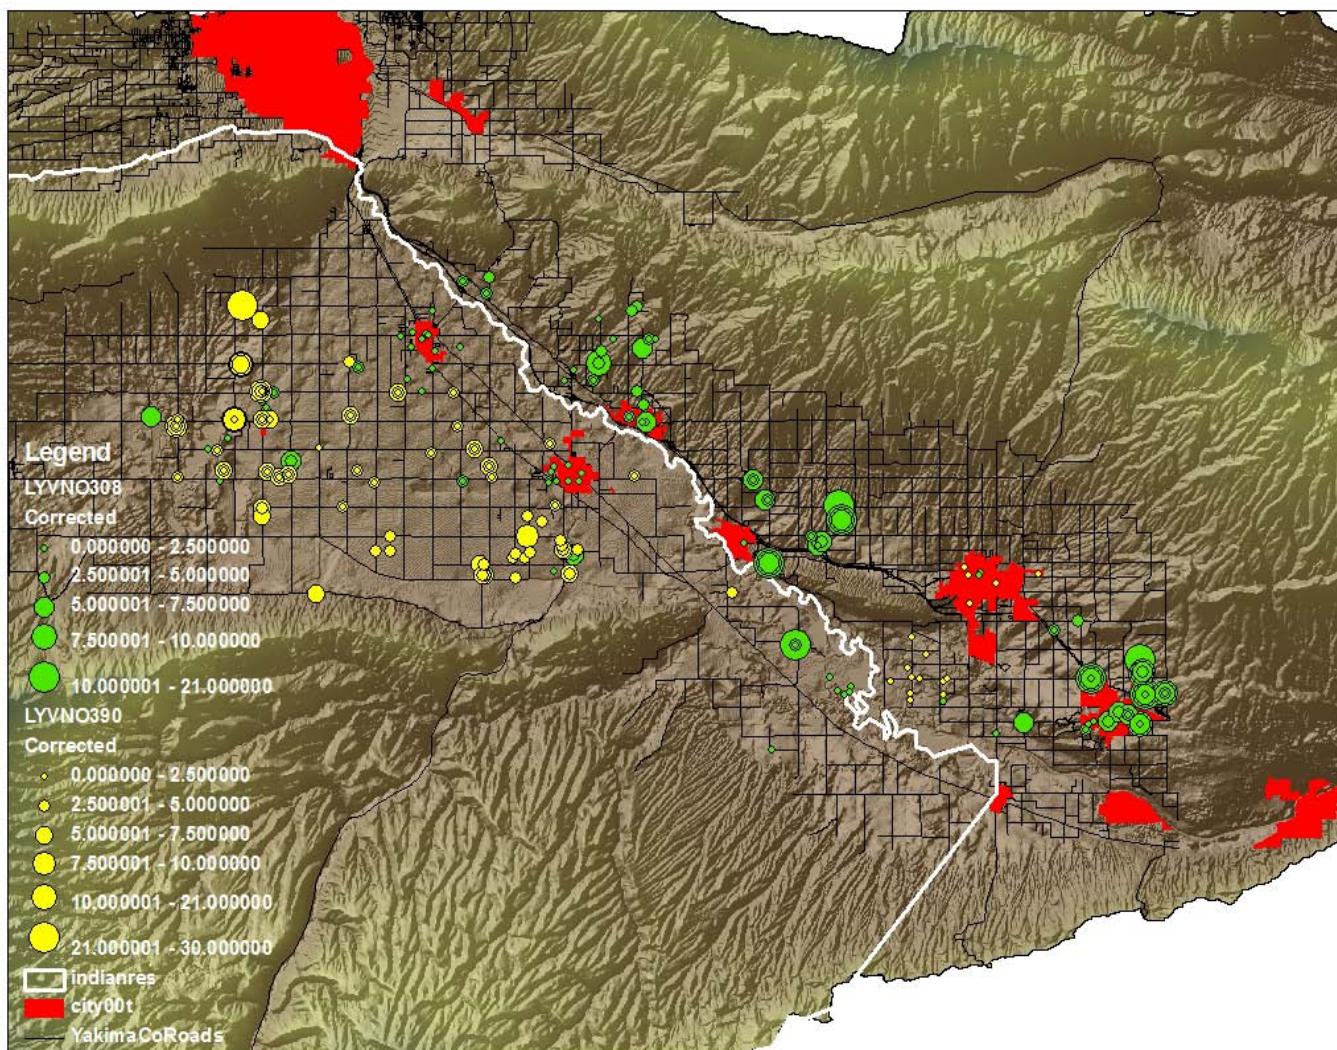 Legend
LYVNO308
Corrected
0.000000 - 2.500000
2.500001 - 5.000000
5.000001 - 7.500000
7.500001 - 10.000000
10.000001 - 21.000000
LYVNO390
Corrected
0.000000 - 2.500000
2.500001 - 5.000000
5.000001 - 7.500000
7.500001 - 10.000000
10.000001 - 21.000000
21.000001 - 30.000000
indianres
city00t
YakimaCoRoads